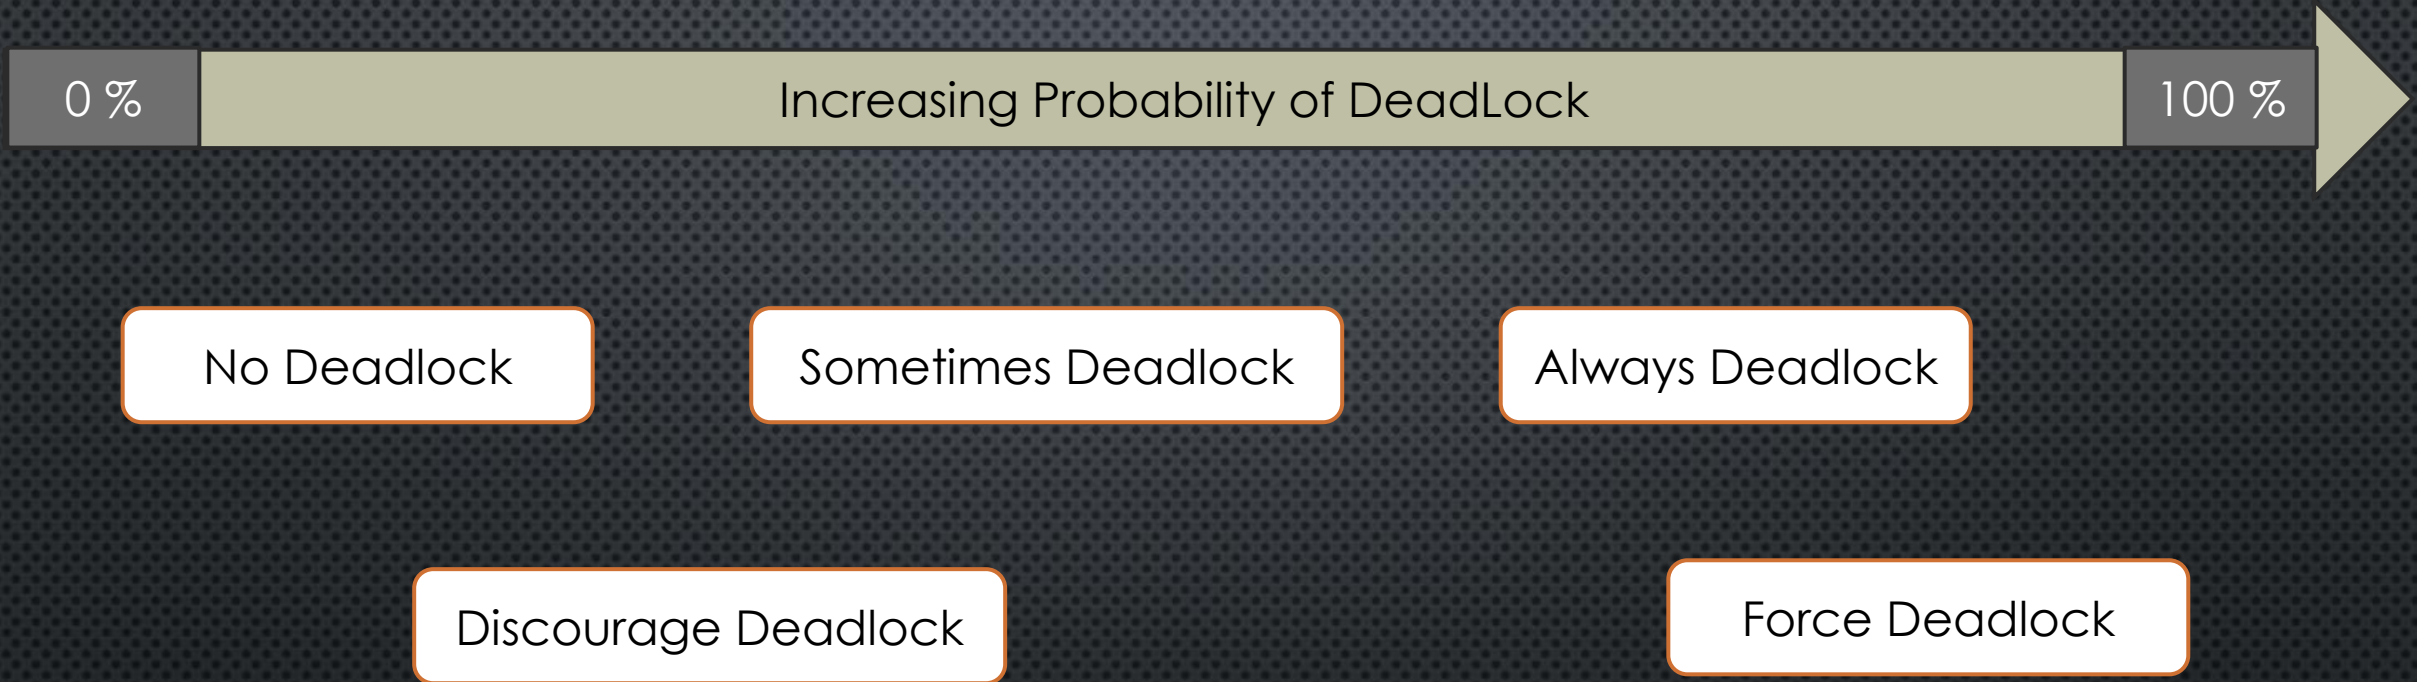 0 %
Increasing Probability of DeadLock
100 %
No Deadlock
Sometimes Deadlock
Always Deadlock
Discourage Deadlock
Force Deadlock